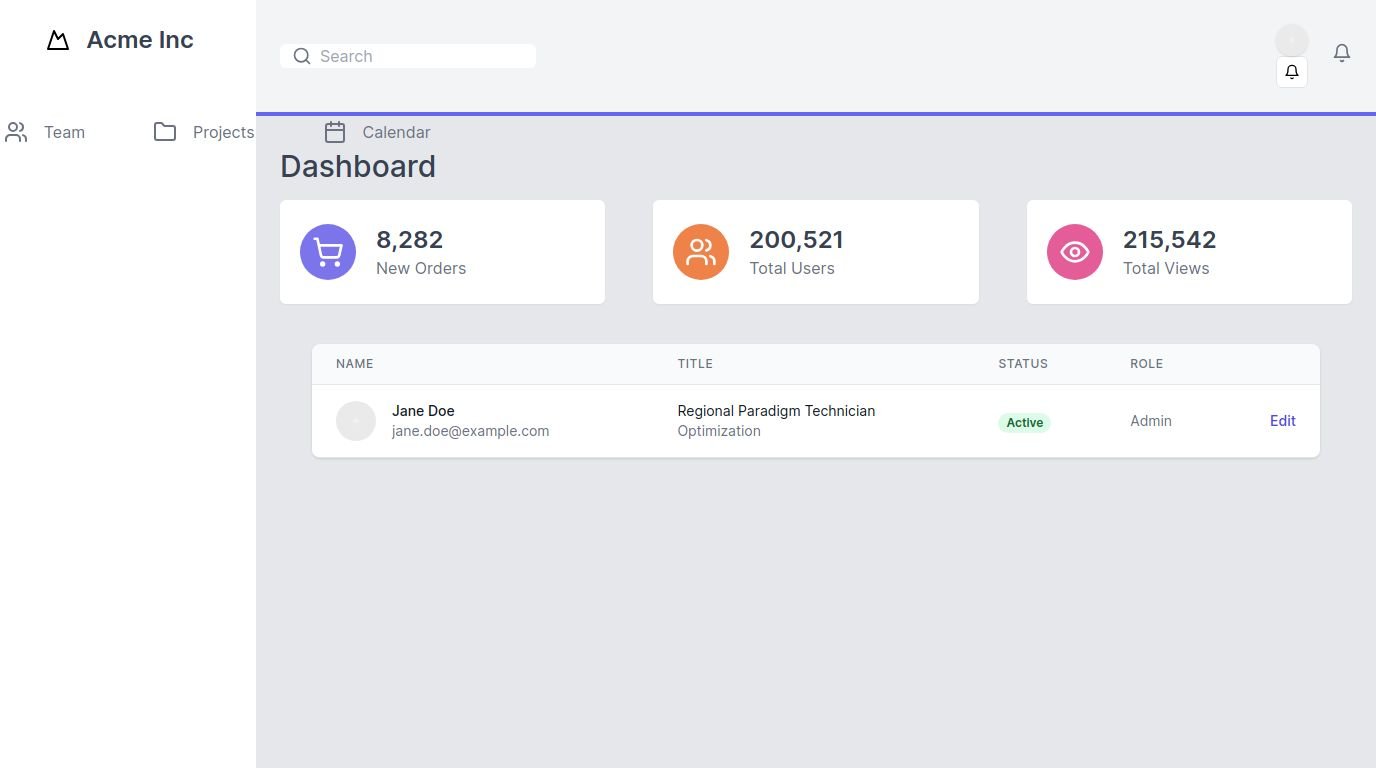 Acme Inc
Search
Team
Projects
Calendar
Dashboard
8,282
New Orders
200,521
Total Users
215,542
Total Views
NAME TITLE STATUS ROLE
Jane Doe
jane.doe@example.com
Regional Paradigm Technician
Optimization
Active
Admin
Edit